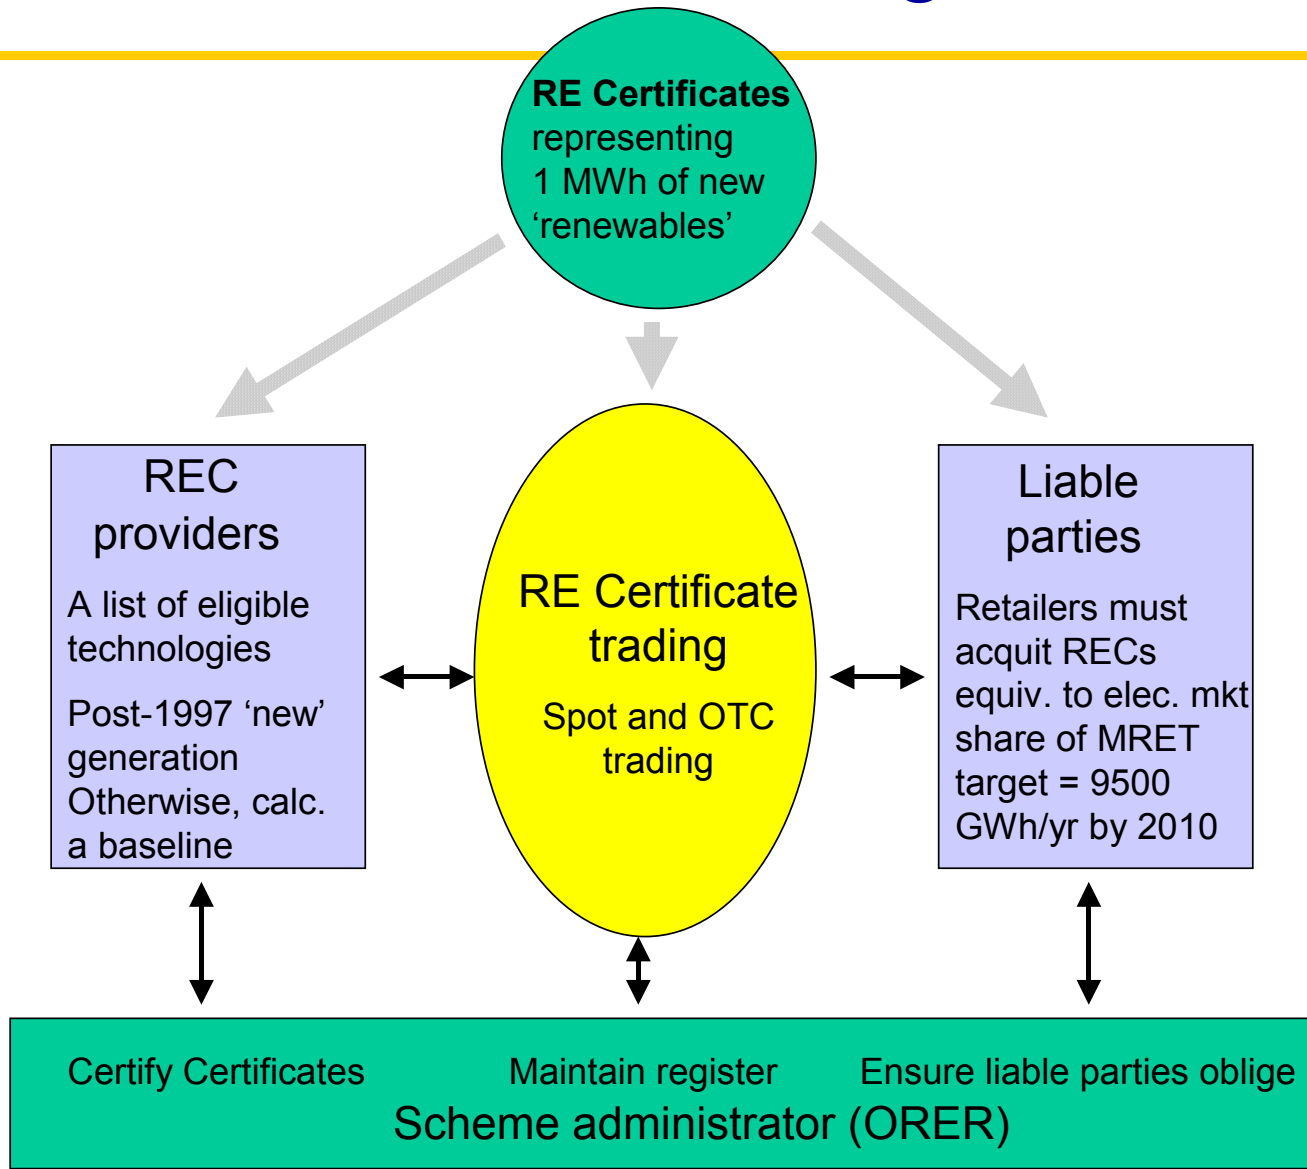 RE Certificates
representing
1 MWh of new
‘renewables’
REC
providers
A list of eligible
technologies
Post-1997 ‘new’
generation
Otherwise, calc.
a baseline
RE Certificate
trading
Spot and OTC
trading
Liable
parties
Retailers must
acquit RECs
equiv. to elec. mkt
share of MRET
target = 9500
GWh/yr by 2010
Certify Certificates
Maintain register
Ensure liable parties oblige
Scheme administrator (ORER)